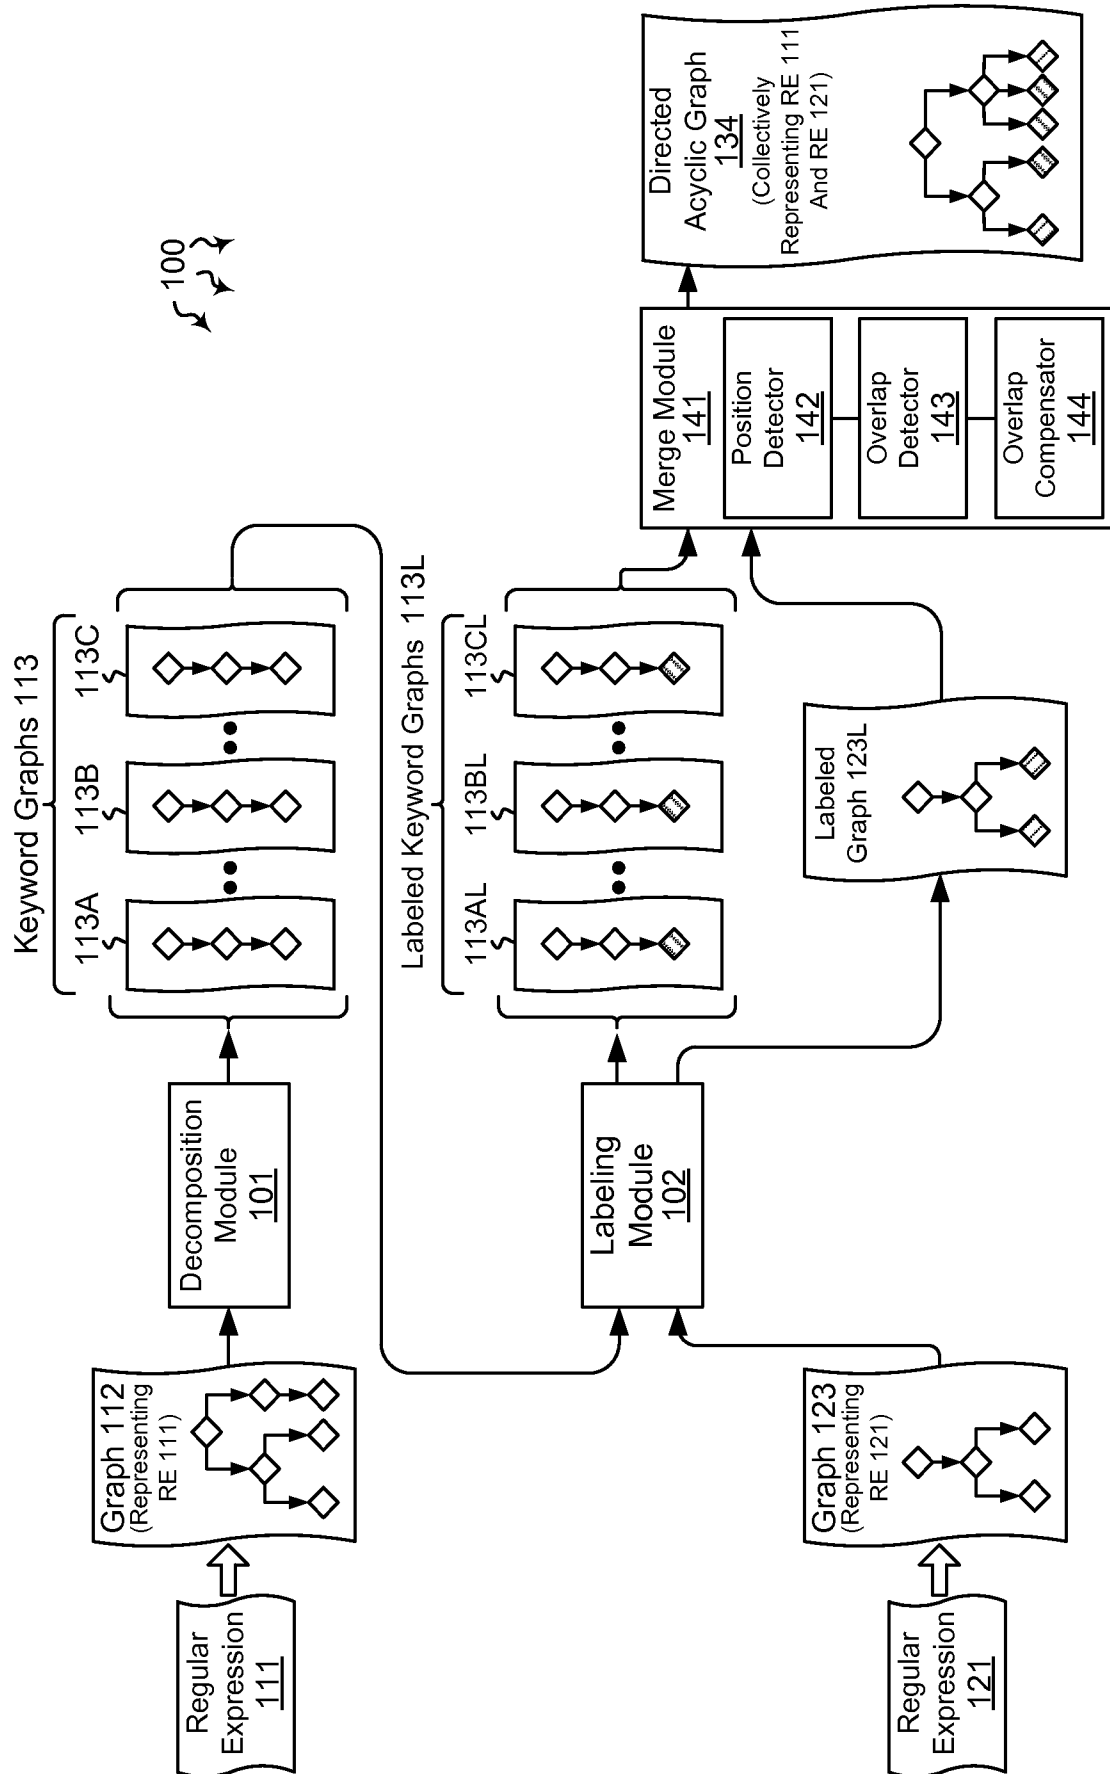 100
Regular
Expression
111
Graph 112
(Representing
RE 111)
Decomposition
Module
101
Keyword Graphs 113
113A
113B
113C
Labeled Keyword Graphs 113L
113AL
113BL
113CL
Labeling
Module
102
Regular
Expression
121
Graph 123
(Representing
RE 121)
Labeled
Graph 123L
Merge Module
141
Position
Detector
142
Overlap
Detector
143
Overlap
Compensator
144
Directed
Acyclic Graph
134
(Collectively
Representing RE 111
And RE 121)